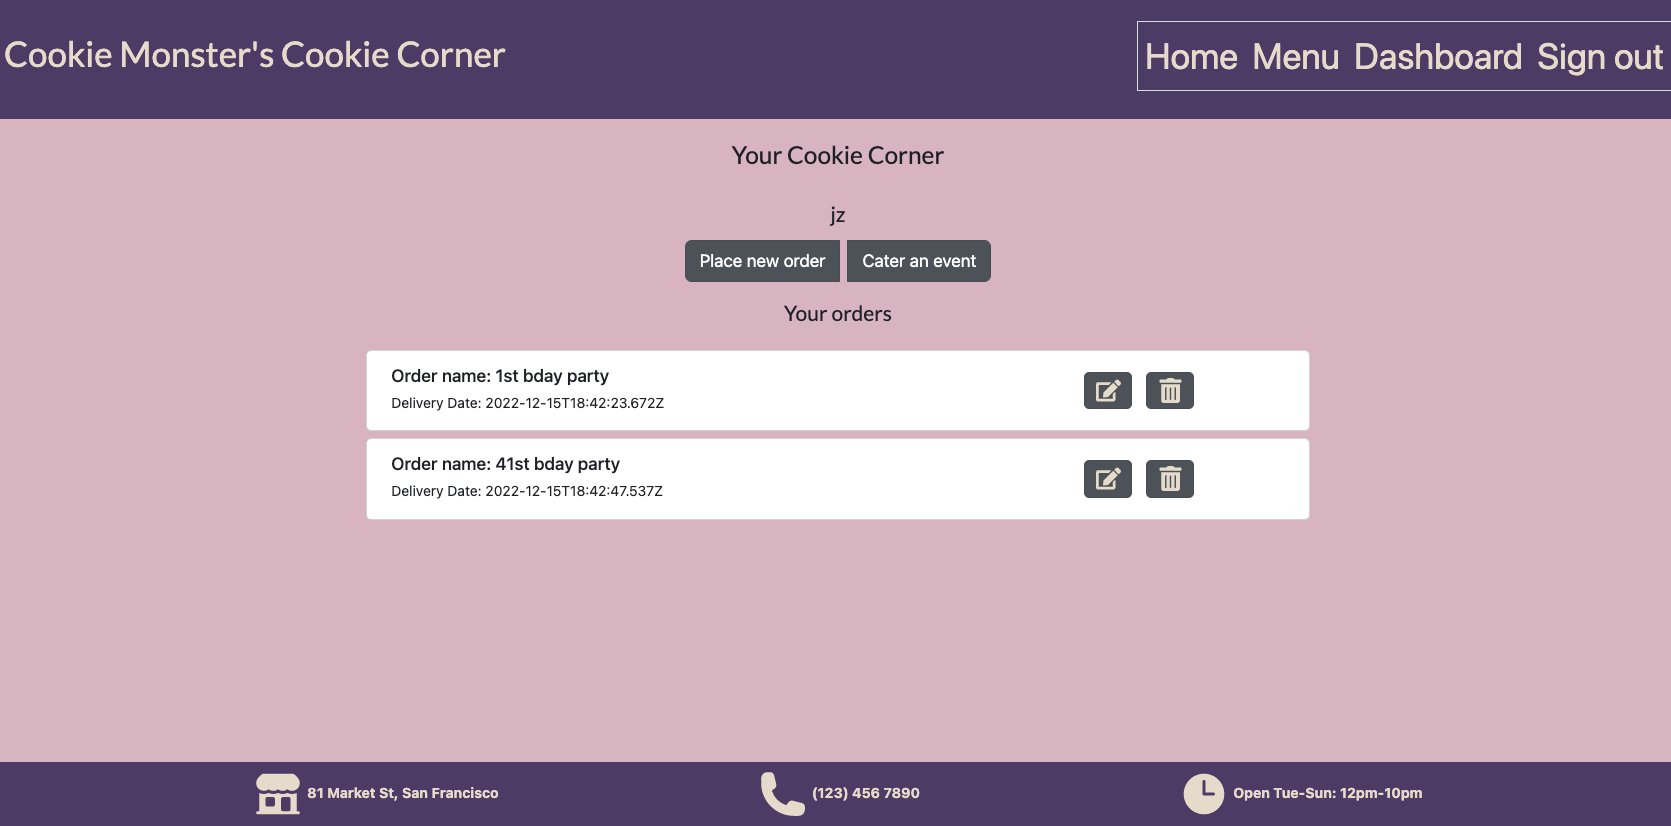 Cookie Monster's Cookie Corner
Home Menu Dashboard Sign out
Your Cookie Corner
jz
Place new order Cater an event
Your orders
Order name: 1st bday party
Delivery Date: 2022-12-15T18:42:23.672Z
Order name: 41st bday party
Delivery Date: 2022-12-15T18:42:47.537Z
81 Market St, San Francisco
(123) 456 7890
Open Tue-Sun: 12pm-10pm